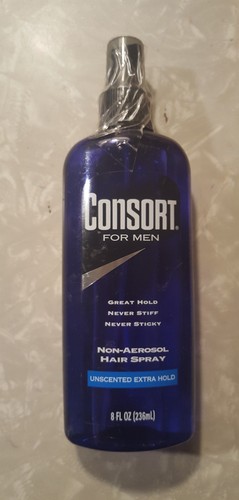 CONSORT®
FOR MEN
GREAT HOLD
NEVER STIFF
NEVER STICKY
NON-AEROSOL
HAIR SPRAY
UNSCENTED EXTRA HOLD
8 FL OZ (236mL)